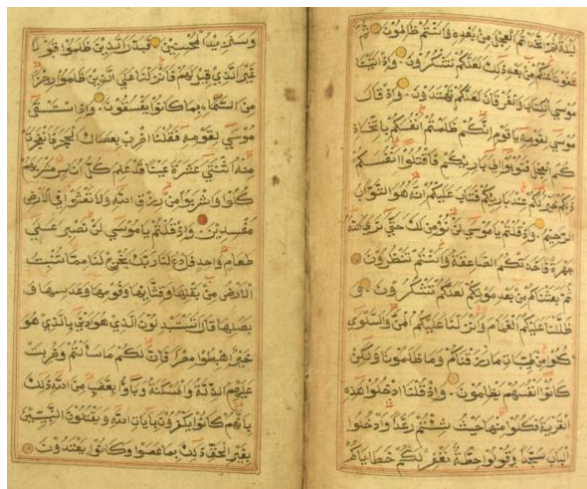 ليلة ثم اتخذتم العجل من بعده وانتم ظالمون ثم
عفونا عنكم من بعد ذلك لعلكم تشكرون واذ اتينا
موسى الكتاب والفرقان لعلكم تهتدون واذ قال
موسى لقومه يا قوم انكم ظلمتم انفسكم باتخاذ
كم العجل فتوبوا الى بارئكم فاقتلوا انفسكم
ذلكم خير لكم عند بارئكم فتاب عليكم انه هو التواب
الرحيم واذ قلتم يا موسى لن نؤمن لك حتى نرى الله
جهرة فاخذتكم الصاعقة وانتم تنظرون
ثم بعثناكم من بعد موتكم لعلكم تشكرون و
ظللنا عليكم الغمام وانزلنا عليكم المن والسلوى
كلوا من طيبات ما رزقناكم وما ظلمونا ولكن
كانوا انفسهم يظلمون واذ قلنا ادخلوا هذه
القرية فكلوا منها حيث شئتم رغدا وادخلوا
الباب سجدا وقولوا حطة نغفر لكم خطاياكم
وسنزيد المحسنين فبدل الذين ظلموا قولا
غير الذي قيل لهم فانزلنا على الذين ظلموا رجزا
من السماء بما كانوا يفسقون واذ استسقى
موسى لقومه فقلنا اضرب بعصاك الحجر فانفجرت
منه اثنتي عشرة عينا قد علم كل اناس مشربهم
كلوا واشربوا من رزق الله ولا تعثوا في الارض
مفسدين واذ قلتم يا موسى لن نصبر على
طعام واحد فادع لنا ربك يخرج لنا مما تنبت
الارض من بقلها وقثائها وفومها وعدسها و
بصلها قال اتستبدلون الذي هو ادنى بالذي هو
خير اهبطوا مصرا فان لكم ما سألتم وضربت
عليهم الذلة والمسكنة وباؤا بغضب من الله ذلك
بانهم كانوا يكفرون بايات الله ويقتلون النبيين
بغير الحق ذلك بما عصوا وكانوا يعتدون